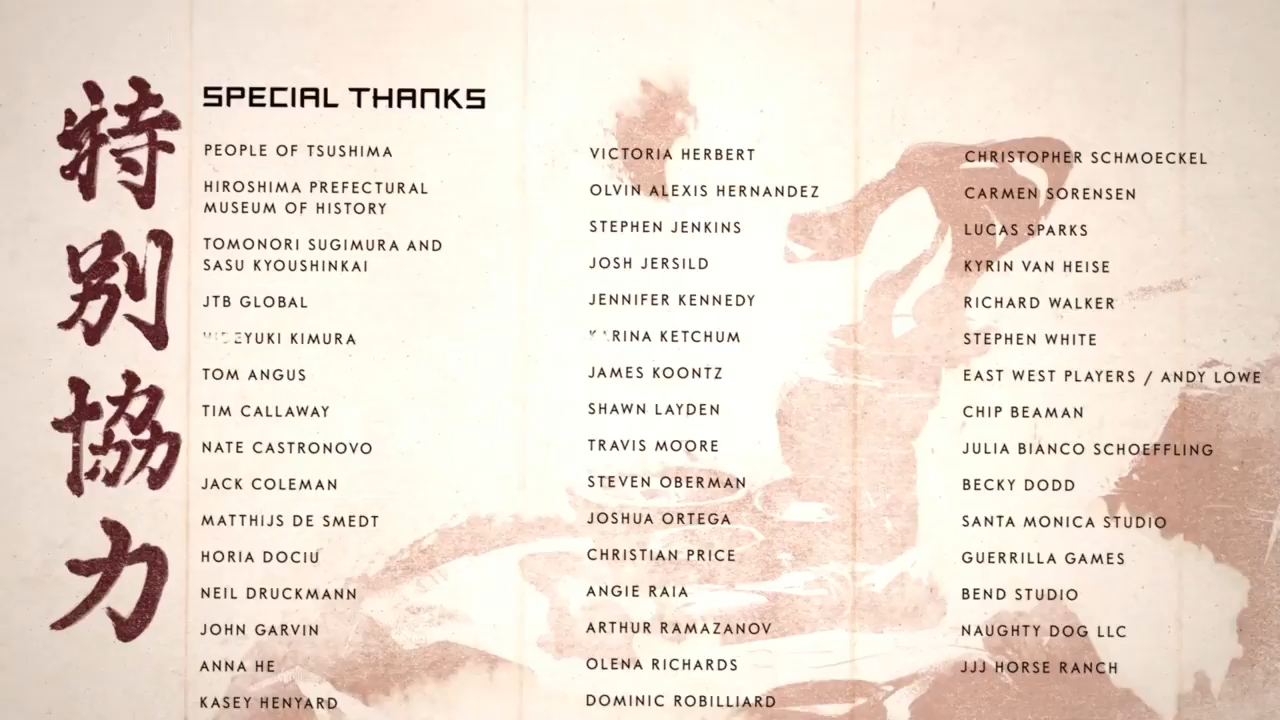 特別協力
SPECIAL THANKS
PEOPLE OF TSUSHIMA
HIROSHIMA PREFECTURAL
MUSEUM OF HISTORY
TOMONORI SUGIMURA AND
SASU KYOUSHINKAI
JTB GLOBAL
HIDEYUKI KIMURA
TOM ANGUS
TIM CALLAWAY
NATE CASTRONOVO
JACK COLEMAN
MATTHIJS DE SMEDT
HORIA DOCIU
NEIL DRUCKMANN
JOHN GARVIN
ANNA HE
KASEY HENYARD
VICTORIA HERBERT
OLVIN ALEXIS HERNANDEZ
STEPHEN JENKINS
JOSH JERSILD
JENNIFER KENNEDY
KARINA KETCHUM
JAMES KOONTZ
SHAWN LAYDEN
TRAVIS MOORE
STEVEN OBERMAN
JOSHUA ORTEGA
CHRISTIAN PRICE
ANGIE RAIA
ARTHUR RAMAZANOV
OLENA RICHARDS
DOMINIC ROBILLIARD
CHRISTOPHER SCHMOECKEL
CARMEN SORENSEN
LUCAS SPARKS
KYRIN VAN HEISE
RICHARD WALKER
STEPHEN WHITE
EAST WEST PLAYERS / ANDY LOWE
CHIP BEAMAN
JULIA BIANCO SCHOEFFLING
BECKY DODD
SANTA MONICA STUDIO
GUERRILLA GAMES
BEND STUDIO
NAUGHTY DOG LLC
JJJ HORSE RANCH